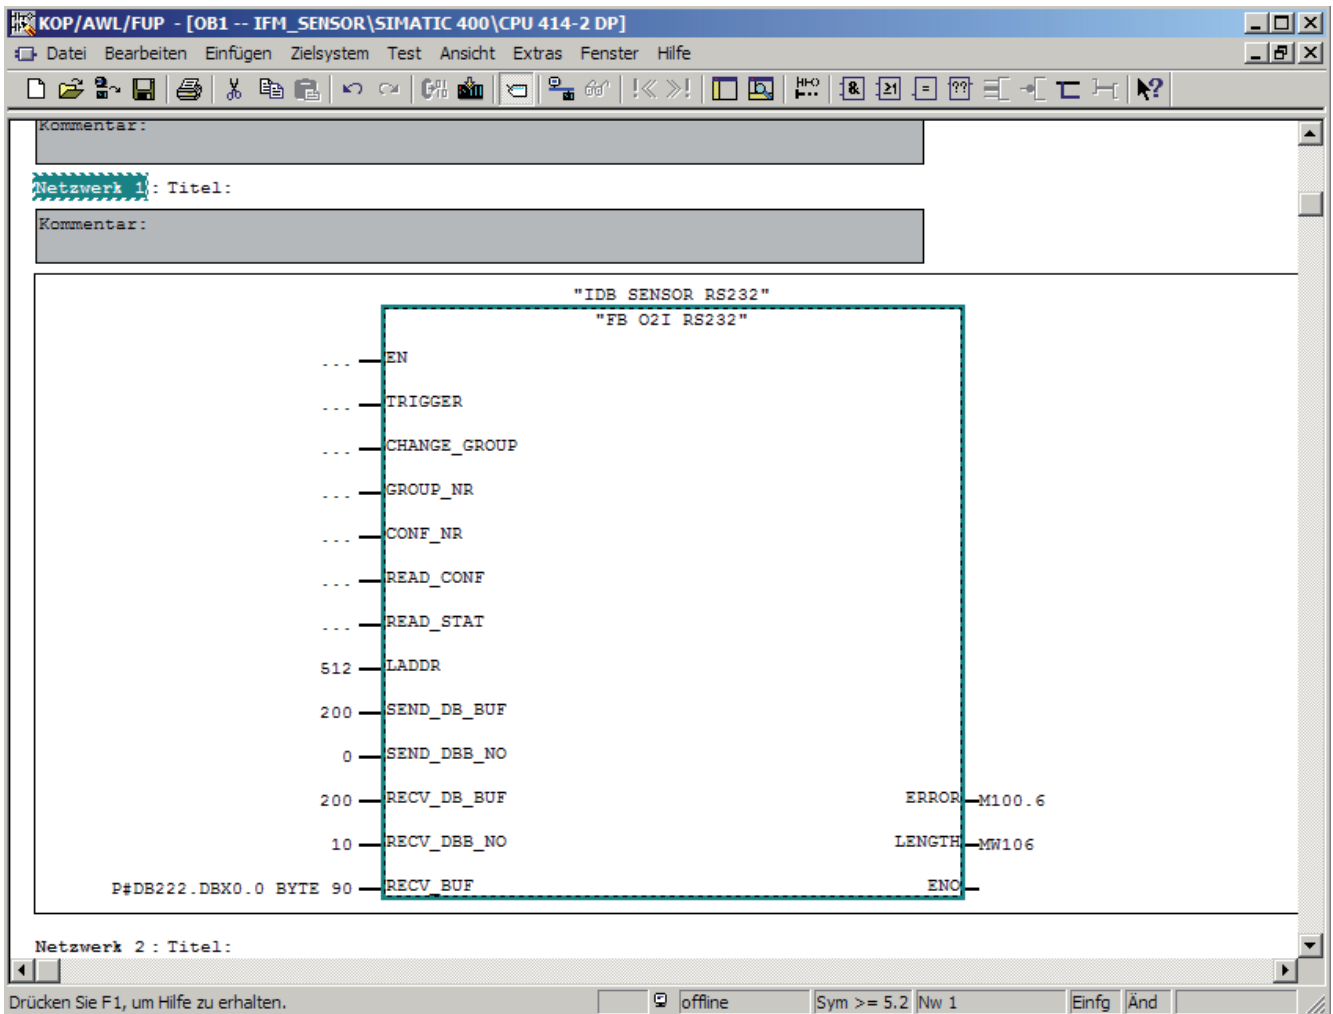 KOP/AWL/FUP - [OB1 -- IFM_SENSOR\SIMATIC 400\CPU 414-2 DP]
Datei Bearbeiten Einfügen Zielsystem Test Ansicht Extras Fenster Hilfe
Kommentar:
Netzwerk 1 : Titel:
Kommentar:
"IDB SENSOR RS232"
"FB O2I RS232"
... EN
... TRIGGER
... CHANGE_GROUP
... GROUP_NR
... CONF_NR
... READ_CONF
... READ_STAT
512 LADDR
200 SEND_DB_BUF
0 SEND_DBB_NO
200 RECV_DB_BUF ERROR M100.6
10 RECV_DBB_NO LENGTH MW106
P#DB222.DBX0.0 BYTE 90 RECV_BUF ENO
Netzwerk 2 : Titel:
Drücken Sie F1, um Hilfe zu erhalten. offline Sym >= 5.2 Nw 1 Einfg Änd